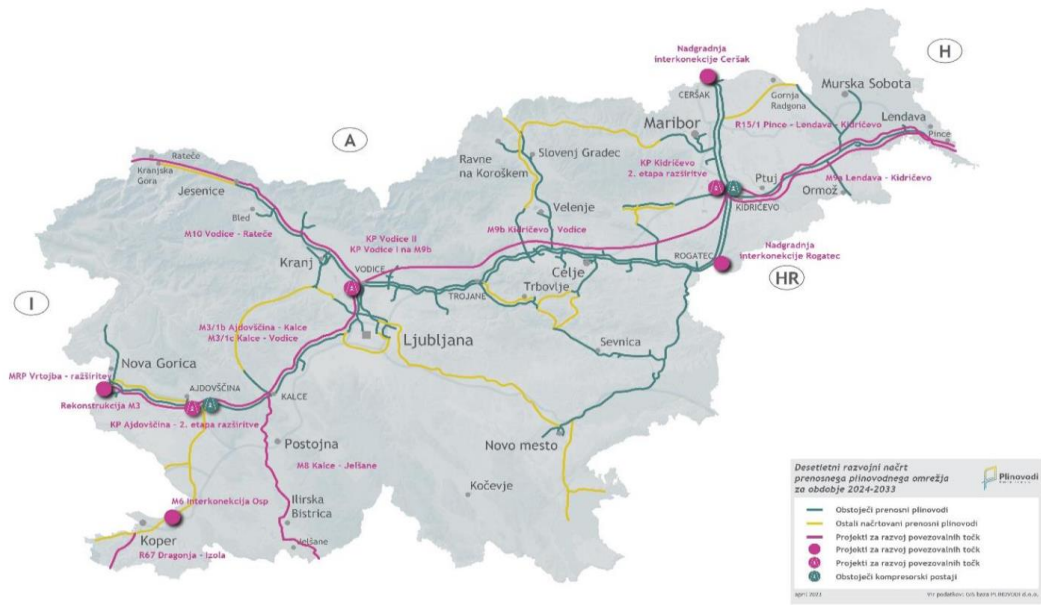 H
Nadgradnja
interkonekcije Ceršak
CERŠAK
Gornja
Radgona
Murska Sobota
Lendava
Pince
Maribor
R15/1 Pince - Lendava - Kidričevo
A
Rateče
Kranjska
Gora
Jesenice
Ravne
na Koroškem
Slovenj Gradec
KP Kidričevo
2. etapa razširitve
Ptuj
M9a Lendava - Kidričevo
Ormož
KIDRIČEVO
Bled
Velenje
M10 Vodice - Rateče
KP Vodice II
KP Vodice I na M9b
M9b Kidričevo - Vodice
Nadgradnja
interkonekcije Rogatec
ROGATEC
Kranj
VODICE
Celje
HR
TROJANE
Trbovlje
I
M3/1b Ajdovščina - Kalce
M3/1c Kalce - Vodice
Ljubljana
Sevnica
Nova Gorica
MRP Vrtojba - razširitev
AJDOVŠČINA
Rekonstrukcija M3
KALCE
KP Ajdovščina - 2. etapa razširitve
Postojna
Novo mesto
M8 Kalce - Jelšane
Kočevje
M6 Interkonekcija Osp
Ilirska
Bistrica
Koper
Jelšane
R67 Dragonja - Izola
Desetletni razvojni načrt
prenosnega plinovodnega omrežja
za obdobje 2024-2033
Plinovodi
Obstoječi prenosni plinovodi
Ostali načrtovani prenosni plinovodi
Projekti za razvoj povezovalnih točk
Projekti za razvoj povezovalnih točk
Projekti za razvoj povezovalnih točk
Obstoječi kompresorski postaji
april 2023
Vir podatkov: GIS baza PLINOVODI d.o.o.